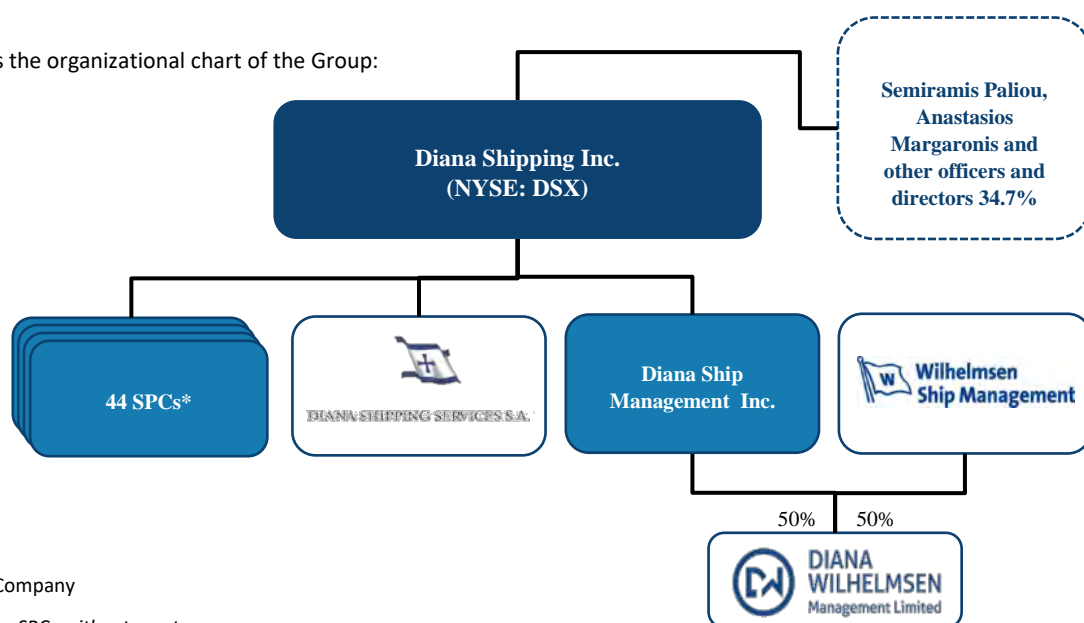 s the organizational chart of the Group:
Semiramis Paliou,
Anastasios
Margaronis and
other officers and
directors 34.7%
Diana Shipping Inc.
(NYSE: DSX)
44 SPCs*
DIANA SHIPPING SERVICES S.A.
Diana Ship
Management Inc.
W
Wilhelmsen
Ship Management
50% 50%
DW
DIANA
WILHELMSEN
Management Limited
Company